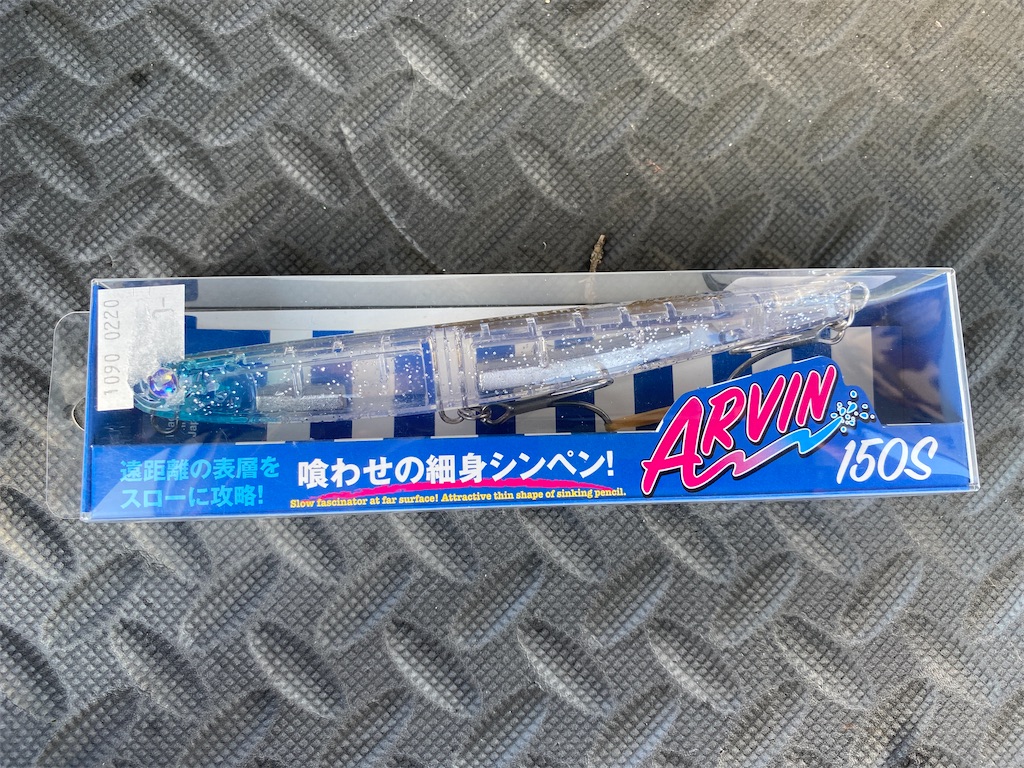 1090 0220
遠距離の表層を
スローに攻略!
喰わせの細身シンペン!
Slow fascinator at far surface! Attractive thin shape of sinking pencil.
ARVIN
150S